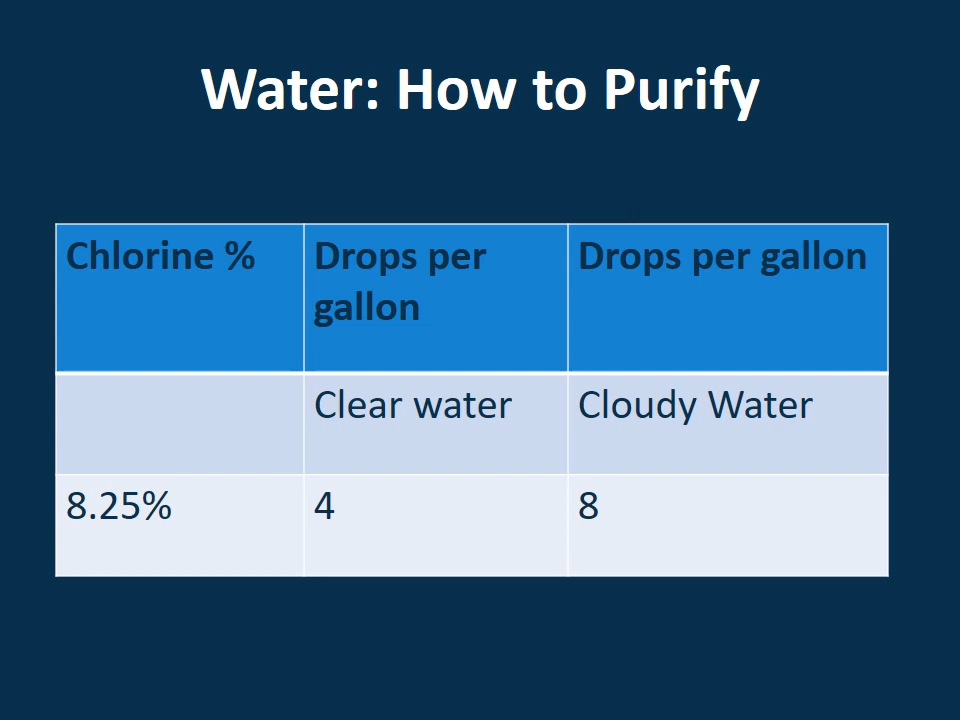 Water: How to Purify
Chlorine %
Drops per
gallon
Drops per gallon
Clear water
Cloudy Water
8.25%
4
8